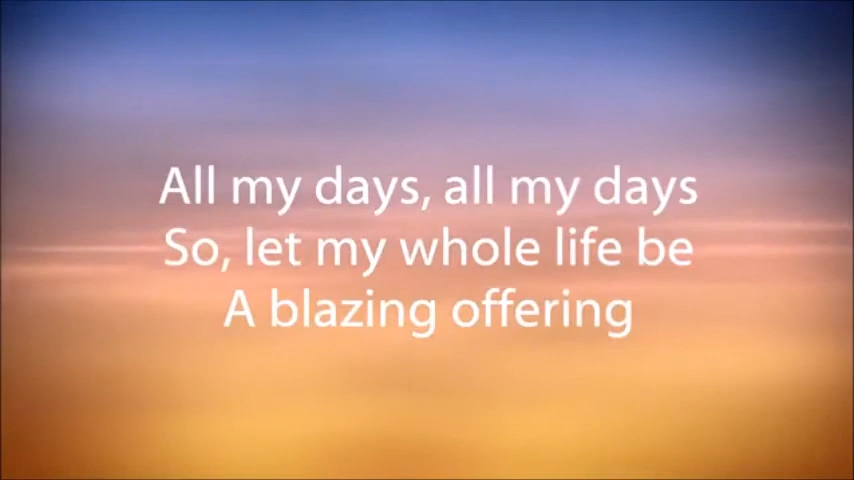 All my days, all my days
So, let my whole life be
A blazing offering